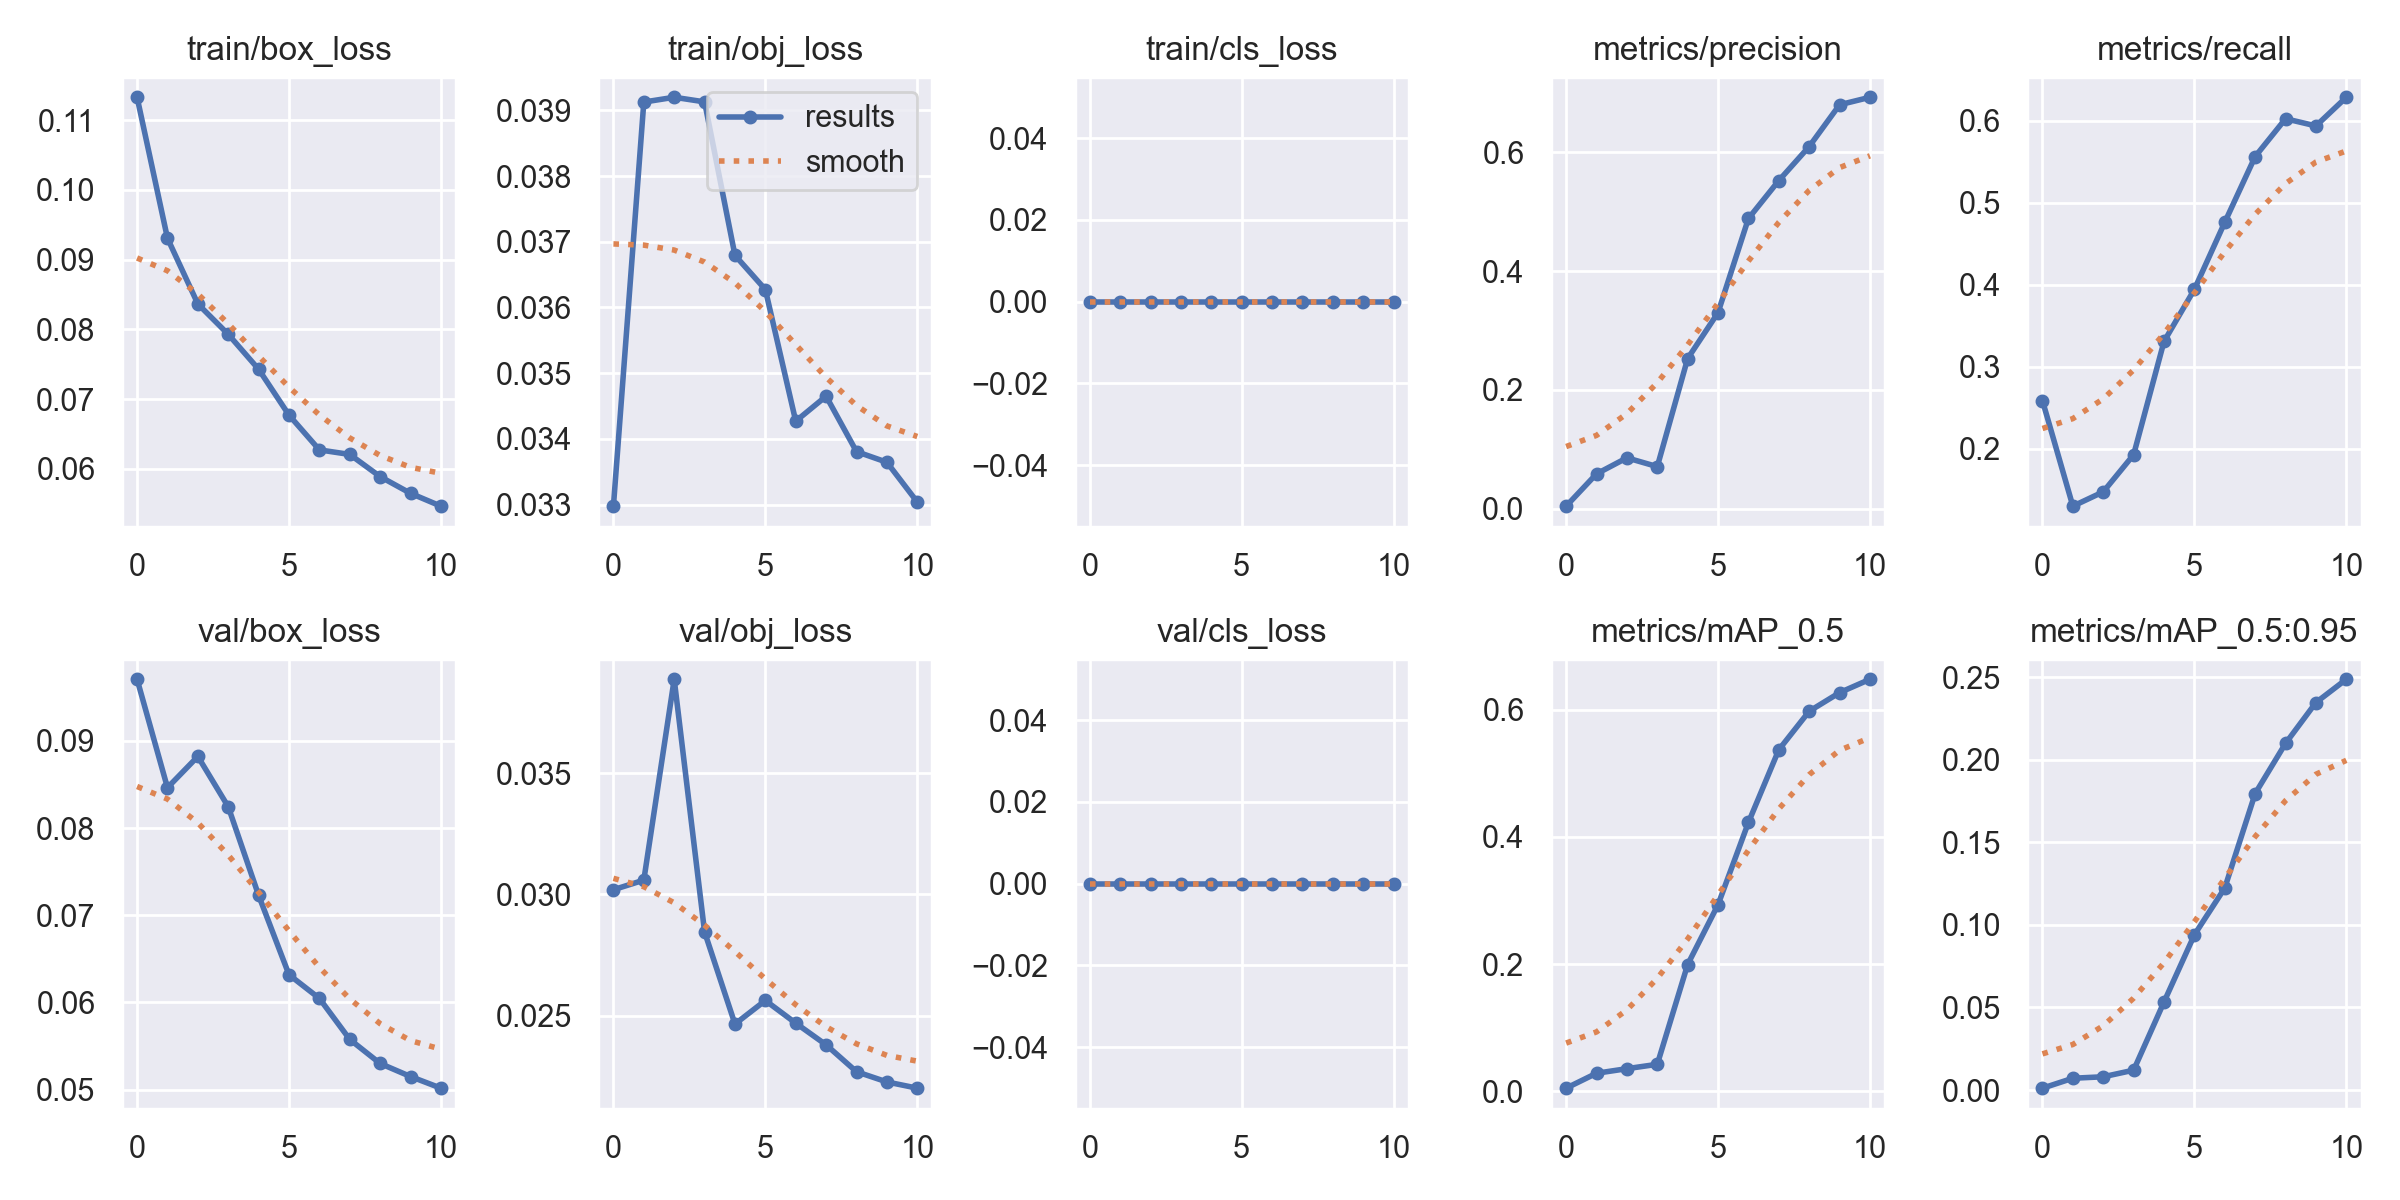 train/box_loss
0.11
0.10
0.09
0.08
0.07
0.06
0 5 10
train/obj_loss
results
smooth
0.039
0.038
0.037
0.036
0.035
0.034
0.033
0 5 10
train/cls_loss
0.04
0.02
0.00
−0.02
−0.04
0 5 10
metrics/precision
0.6
0.4
0.2
0.0
0 5 10
metrics/recall
0.6
0.5
0.4
0.3
0.2
0 5 10
val/box_loss
0.09
0.08
0.07
0.06
0.05
0 5 10
val/obj_loss
0.035
0.030
0.025
0 5 10
val/cls_loss
0.04
0.02
0.00
−0.02
−0.04
0 5 10
metrics/mAP_0.5
0.6
0.4
0.2
0.0
0 5 10
metrics/mAP_0.5:0.95
0.25
0.20
0.15
0.10
0.05
0.00
0 5 10